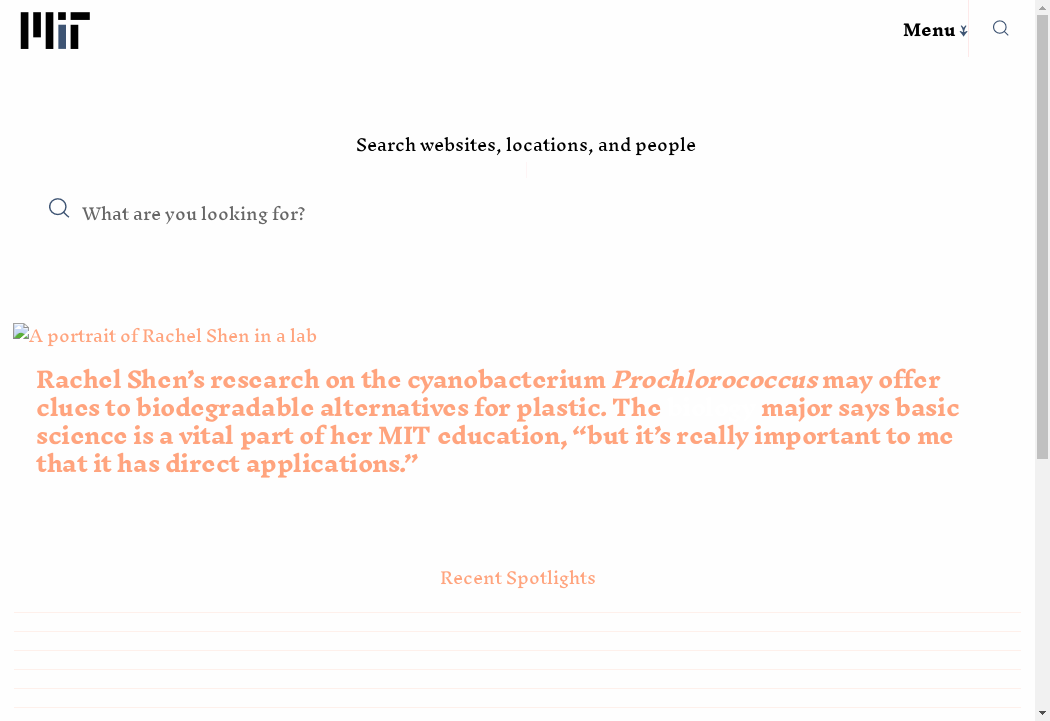 MIT
Menu
Search websites, locations, and people
What are you looking for?
A portrait of Rachel Shen in a lab
Rachel Shen’s research on the cyanobacterium Prochlorococcus may offer
clues to biodegradable alternatives for plastic. The major says basic
science is a vital part of her MIT education, “but it’s really important to me
that it has direct applications.”
Recent Spotlights